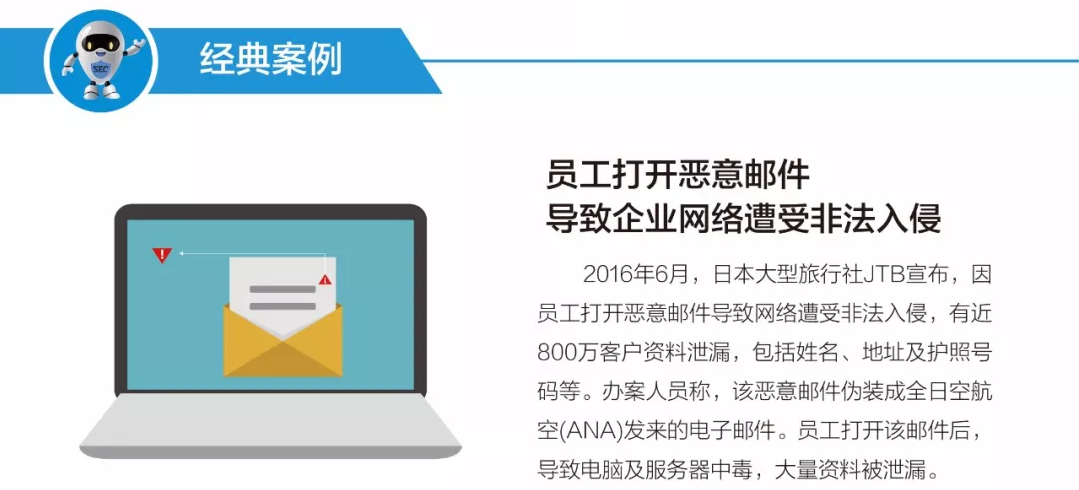 SEC
经典案例
员工打开恶意邮件
导致企业网络遭受非法入侵
2016年6月，日本大型旅行社JTB宣布，因
员工打开恶意邮件导致网络遭受非法入侵，有近
800万客户资料泄漏，包括姓名、地址及护照号
码等。办案人员称，该恶意邮件伪装成全日空航
空(ANA)发来的电子邮件。员工打开该邮件后，
导致电脑及服务器中毒，大量资料被泄漏。